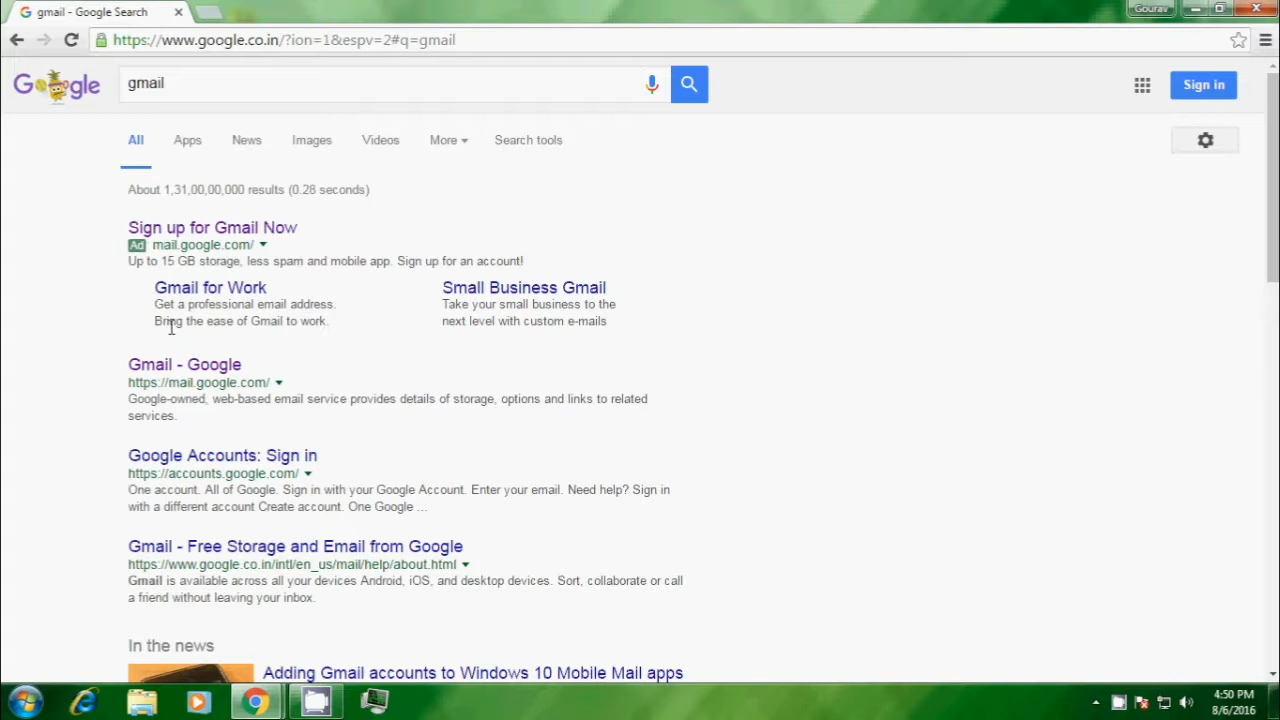 gmail - Google Search
Gourav
https://www.google.co.in/?ion=1&espv=2#q=gmail
Google
gmail
Sign in
All
Apps
News
Images
Videos
More
Search tools
About 1,31,00,00,000 results (0.28 seconds)
Sign up for Gmail Now
Ad mail.google.com/
Up to 15 GB storage, less spam and mobile app. Sign up for an account!
Gmail for Work
Get a professional email address.
Bring the ease of Gmail to work.
Small Business Gmail
Take your small business to the
next level with custom e-mails
Gmail - Google
https://mail.google.com/
Google-owned, web-based email service provides details of storage, options and links to related
services.
Google Accounts: Sign in
https://accounts.google.com/
One account. All of Google. Sign in with your Google Account. Enter your email. Need help? Sign in
with a different account Create account. One Google ...
Gmail - Free Storage and Email from Google
https://www.google.co.in/intl/en_us/mail/help/about.html
Gmail is available across all your devices Android, iOS, and desktop devices. Sort, collaborate or call
a friend without leaving your inbox.
In the news
Adding Gmail accounts to Windows 10 Mobile Mail apps
4:50 PM
8/6/2016